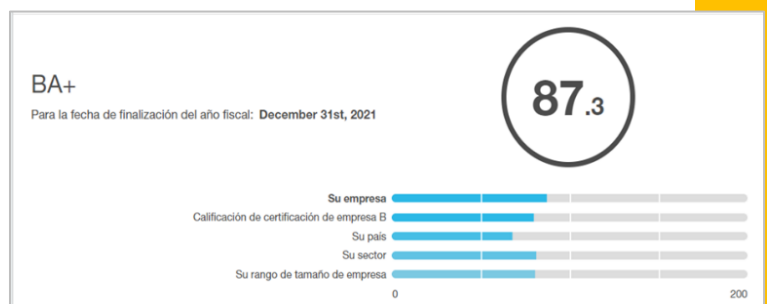 BA+
Para la fecha de finalización del año fiscal: December 31st, 2021
87.3
Su empresa
Calificación de certificación de empresa B
Su país
Su sector
Su rango de tamaño de empresa
0 200